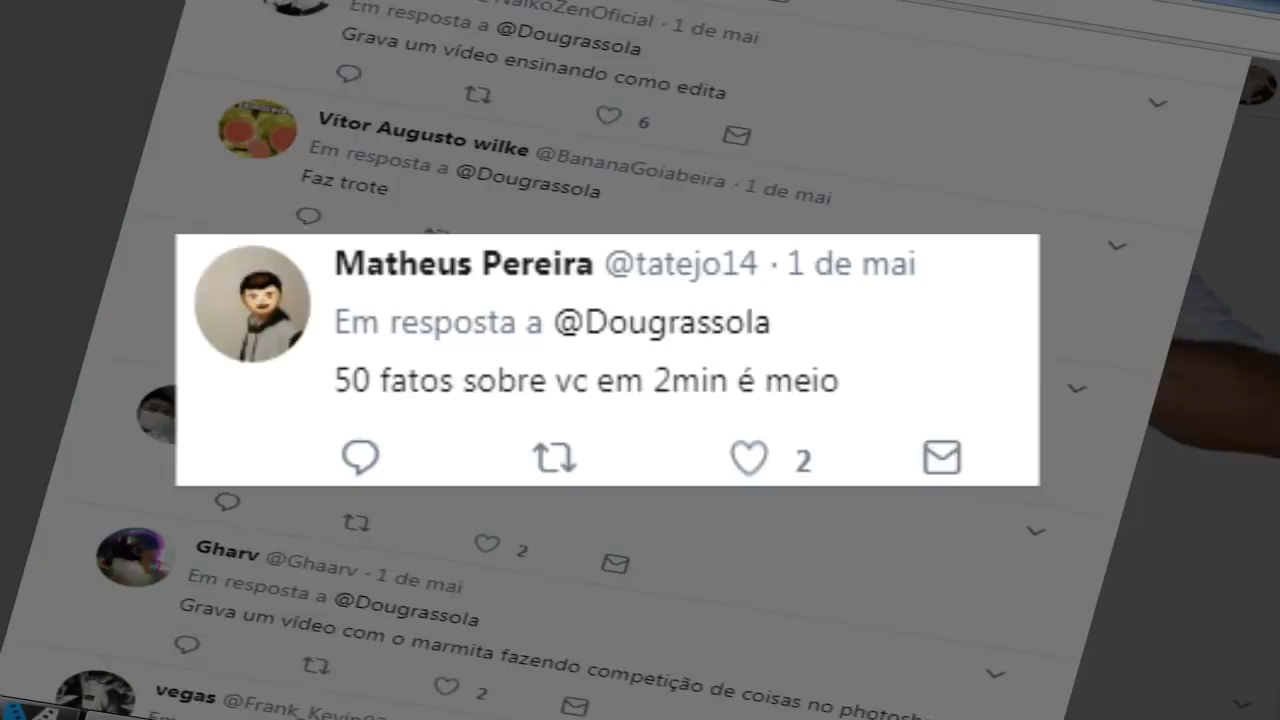 NaikoZenOficial · 1 de mai
Em resposta a @Dougrassola
Grava um vídeo ensinando como edita
6
Vítor Augusto wilke @BananaGoiabeira · 1 de mai
Em resposta a @Dougrassola
Faz trote
Matheus Pereira @tatejo14 · 1 de mai
Em resposta a @Dougrassola
50 fatos sobre vc em 2min é meio
2
2
Gharv @Ghaarv · 1 de mai
Em resposta a @Dougrassola
Grava um vídeo com o marmita fazendo competição de coisas no
2
vegas